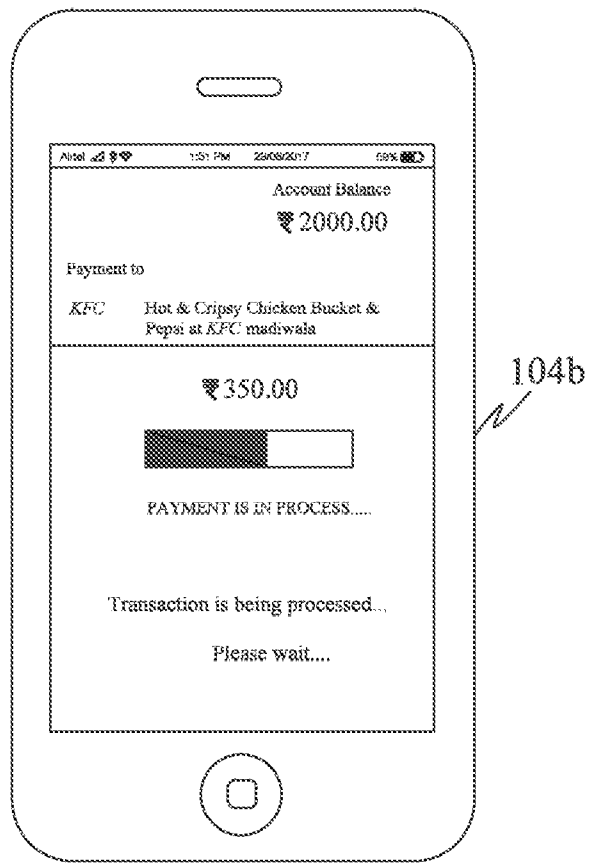 Airtel 1:51 PM 29/08/2017 59%
Account Balance
₹2000.00
Payment to
KFC Hot & Cripsy Chicken Bucket &
Pepsi at KFC madiwala
₹350.00
104b
PAYMENT IS IN PROCESS.....
Transaction is being processed...
Please wait....